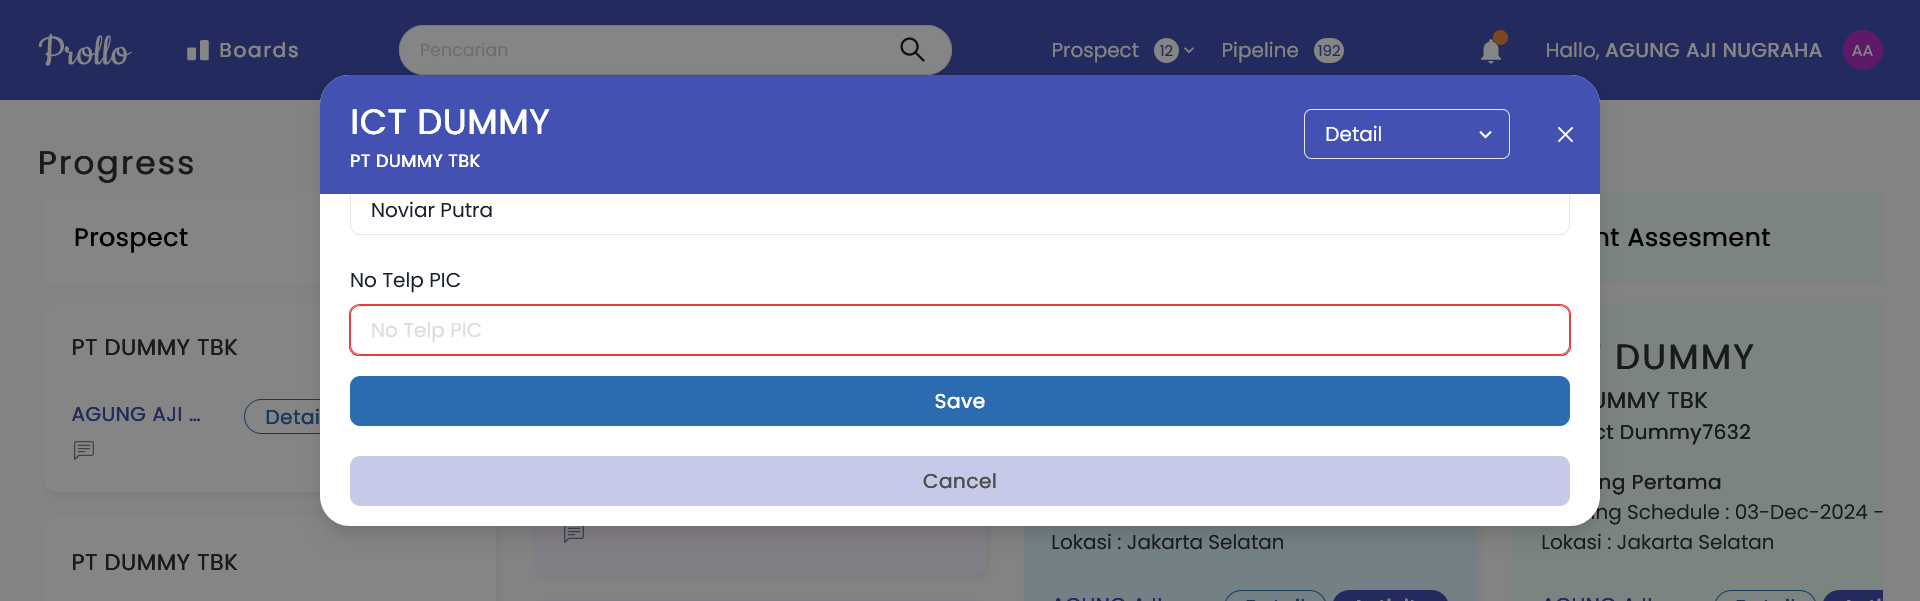 Prollo
Boards
Pencarian
Prospect 12
Pipeline 192
Hallo, AGUNG AJI NUGRAHA
AA
ICT DUMMY
PT DUMMY TBK
Detail
Progress
Prospect
nt Assesment
Noviar Putra
No Telp PIC
No Telp PIC
Save
Cancel
PT DUMMY TBK
AGUNG AJI ...
Detail
PT DUMMY TBK
DUMMY
UMMY TBK
ct Dummy7632
ng Pertama
ng Schedule : 03-Dec-2024 -
Lokasi : Jakarta Selatan
Lokasi : Jakarta Selatan